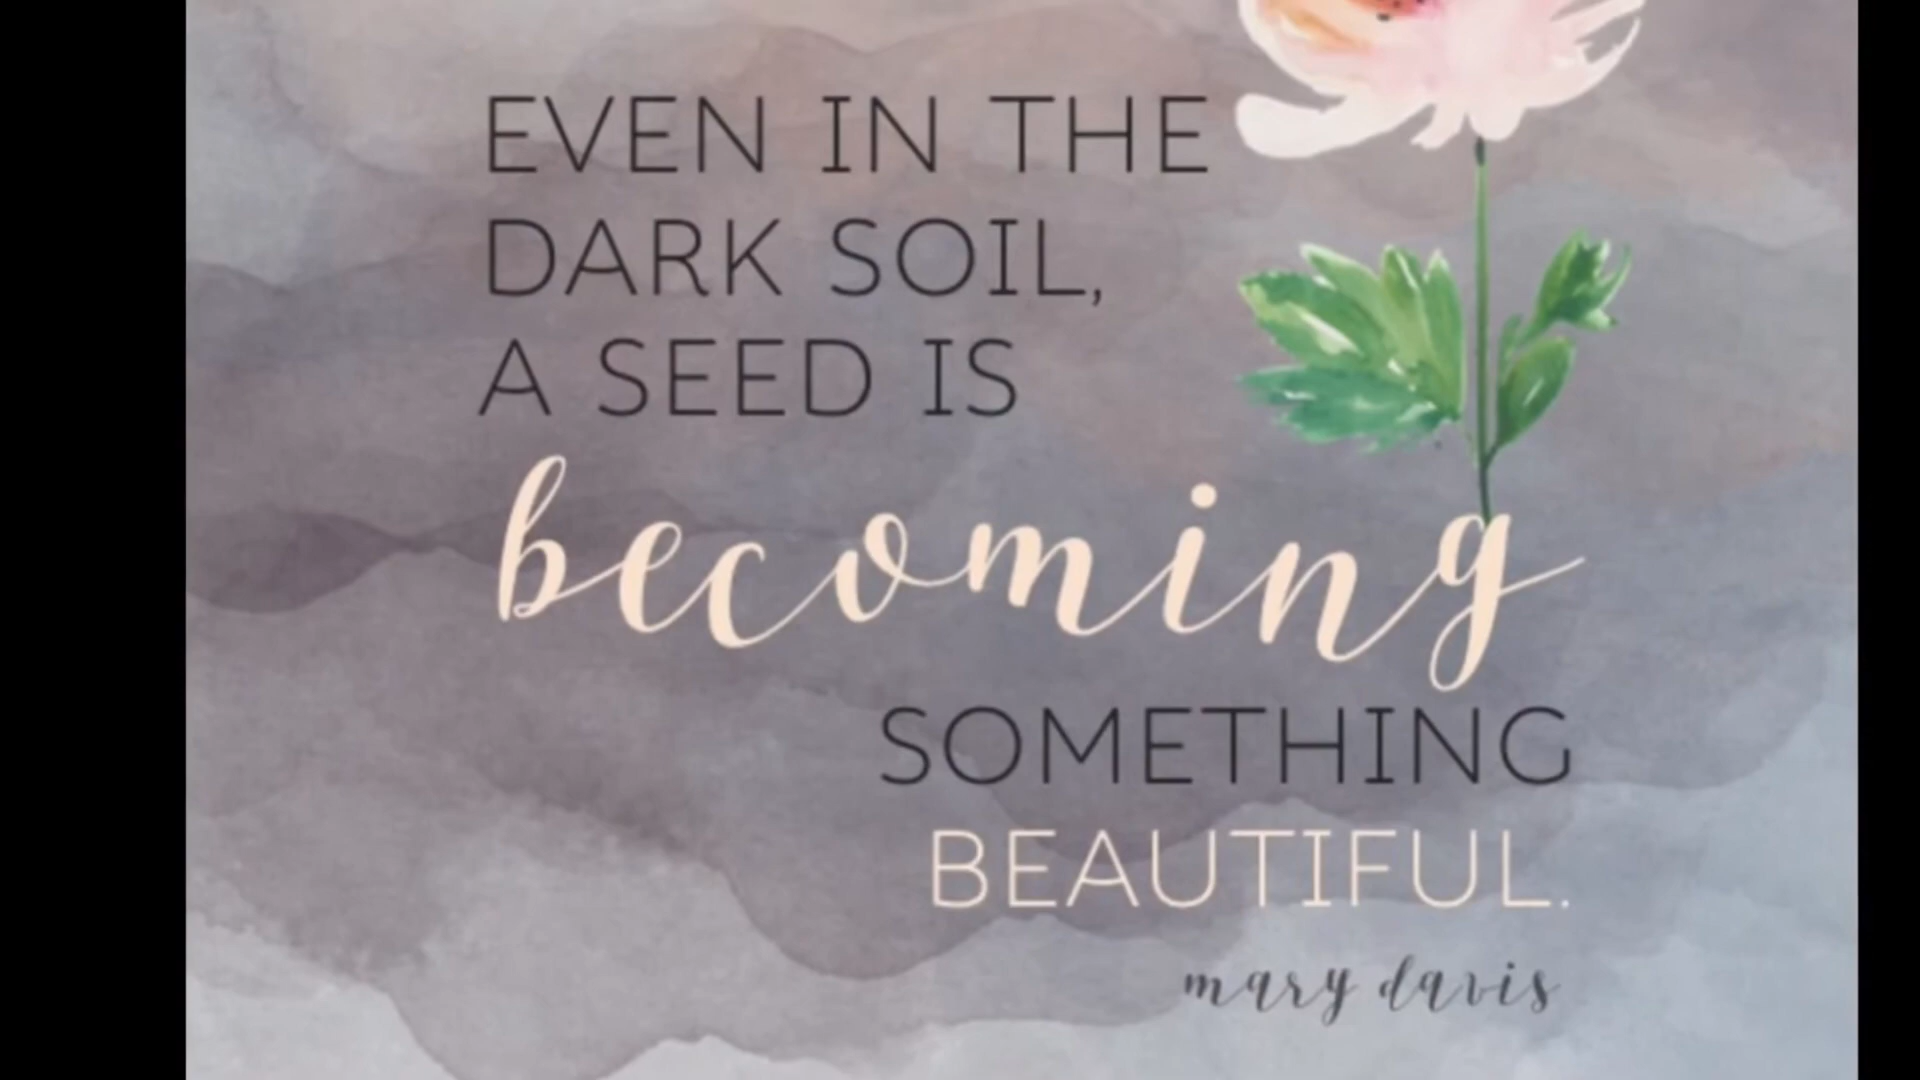 EVEN IN THE
DARK SOIL,
A SEED IS
becoming
SOMETHING
BEAUTIFUL.
mary davis